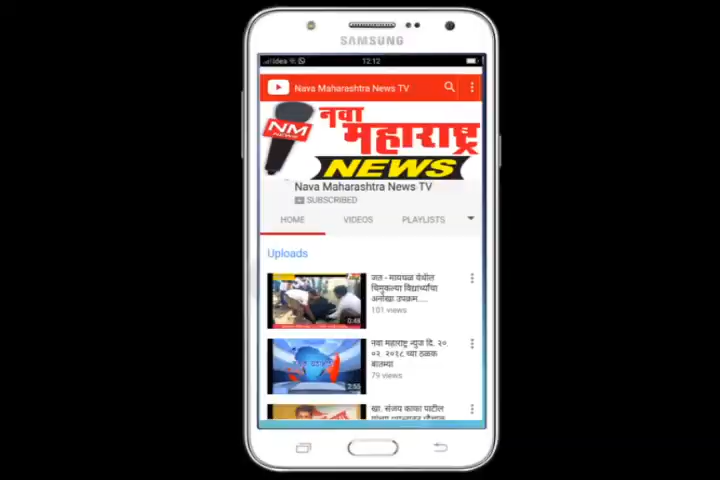 SAMSUNG
Idea
12:12
Nava Maharashtra News TV
नवा
महाराष्ट्र
NM
NEWS
NEWS
Nava Maharashtra News TV
SUBSCRIBED
HOME VIDEOS PLAYLISTS
Uploads
जत - मायथळ येथील
चिमुकल्या विद्यार्थ्यांचा
अनोखा उपक्रम....
101 views
0:48
नवा महाराष्ट्र न्युज दि. २०.
०२. २०१८ च्या ठळक
बातम्या
79 views
2:55
खा. संजय काका पाटील